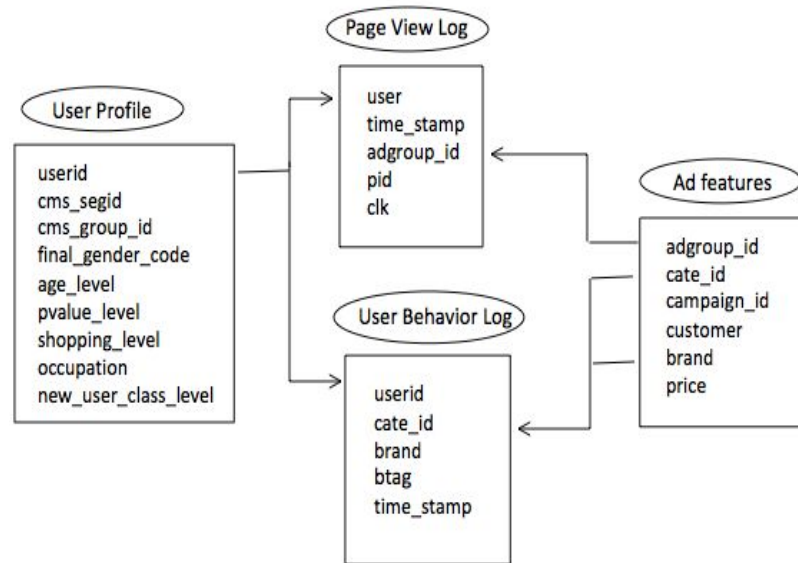 Page View Log
user
time_stamp
adgroup_id
pid
clk
User Profile
userid
cms_segid
cms_group_id
final_gender_code
age_level
pvalue_level
shopping_level
occupation
new_user_class_level
Ad features
adgroup_id
cate_id
campaign_id
customer
brand
price
User Behavior Log
userid
cate_id
brand
btag
time_stamp